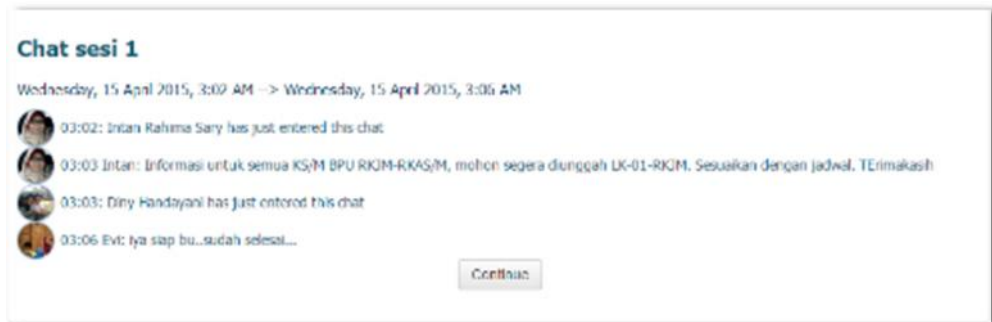 Chat sesi 1
Wednesday, 15 April 2015, 3:02 AM --> Wednesday, 15 April 2015, 3:06 AM
03:02: Intan Rahima Sary has just entered this chat
03:03 Intan: Informasi untuk semua KS/M BPU RKJM-RKAS/M, mohon segera diunggah LK-01-RKJM. Sesuaikan dengan jadwal. TErimakasih
03:03: Diny Handayani has just entered this chat
03:06 Evi: iya siap bu..sudah selesai...
Continue